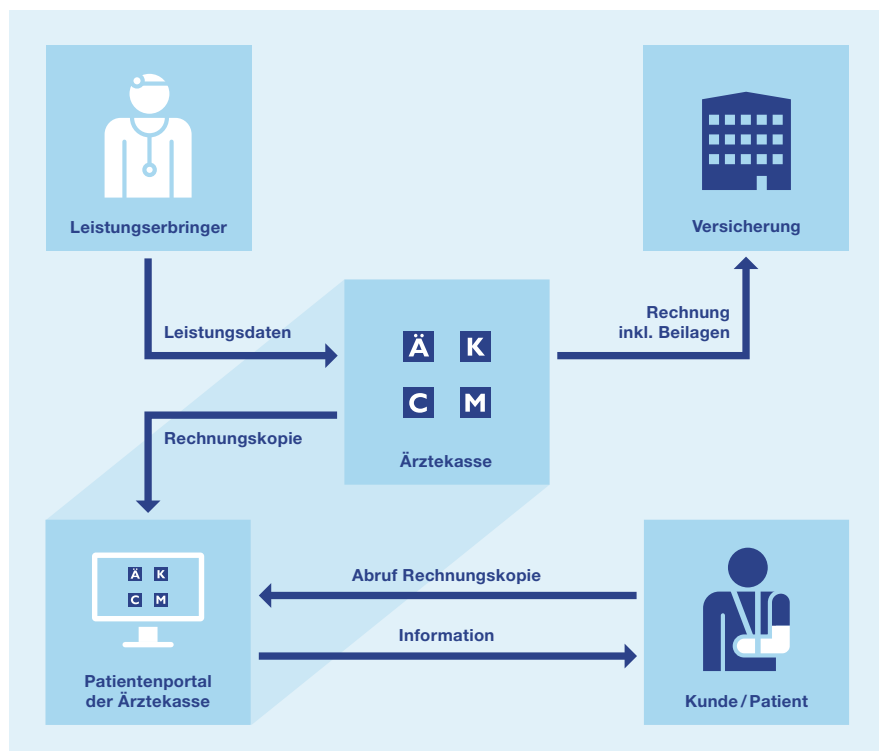 Leistungserbringer
Versicherung
Leistungsdaten
Rechnung
inkl. Beilagen
Ä K
C M
Ärztekasse
Rechnungskopie
Ä K
C M
Patientenportal
der Ärztekasse
Abruf Rechnungskopie
Information
Kunde / Patient